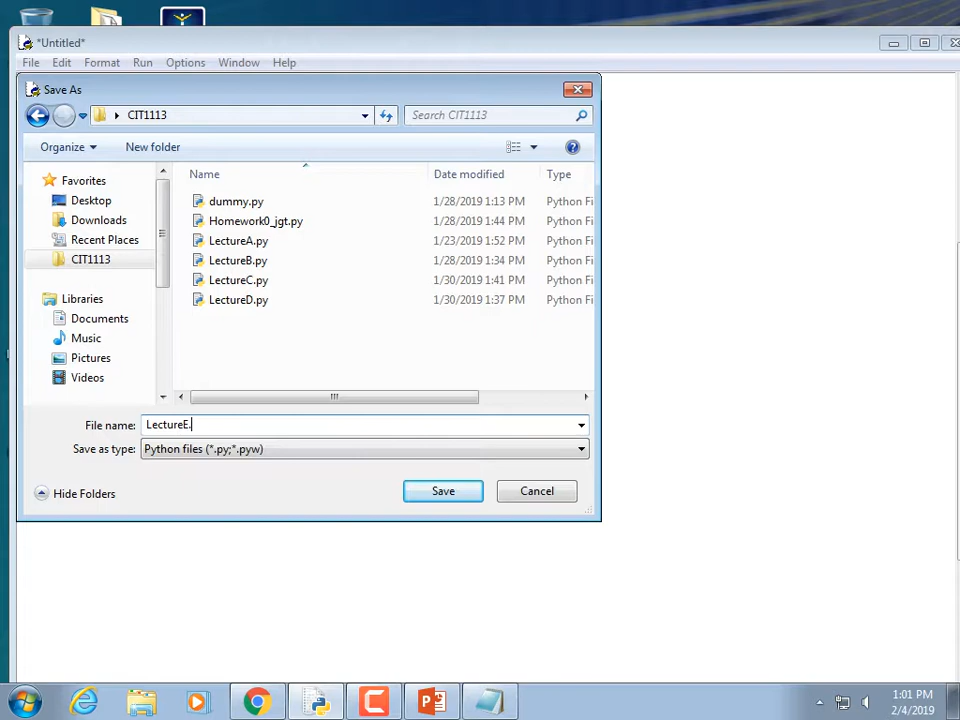 *Untitled*
File Edit Format Run Options Window Help
Save As
CIT1113
Search CIT1113
Organize New folder
Name Date modified Type
Favorites
Desktop
Downloads
Recent Places
CIT1113
Libraries
Documents
Music
Pictures
Videos
dummy.py 1/28/2019 1:13 PM Python Fi
Homework0_jgt.py 1/28/2019 1:44 PM Python Fi
LectureA.py 1/23/2019 1:52 PM Python Fi
LectureB.py 1/28/2019 1:34 PM Python Fi
LectureC.py 1/30/2019 1:41 PM Python Fi
LectureD.py 1/30/2019 1:37 PM Python Fi
File name: LectureE.
Save as type: Python files (*.py;*.pyw)
Hide Folders Save Cancel
1:01 PM
2/4/2019